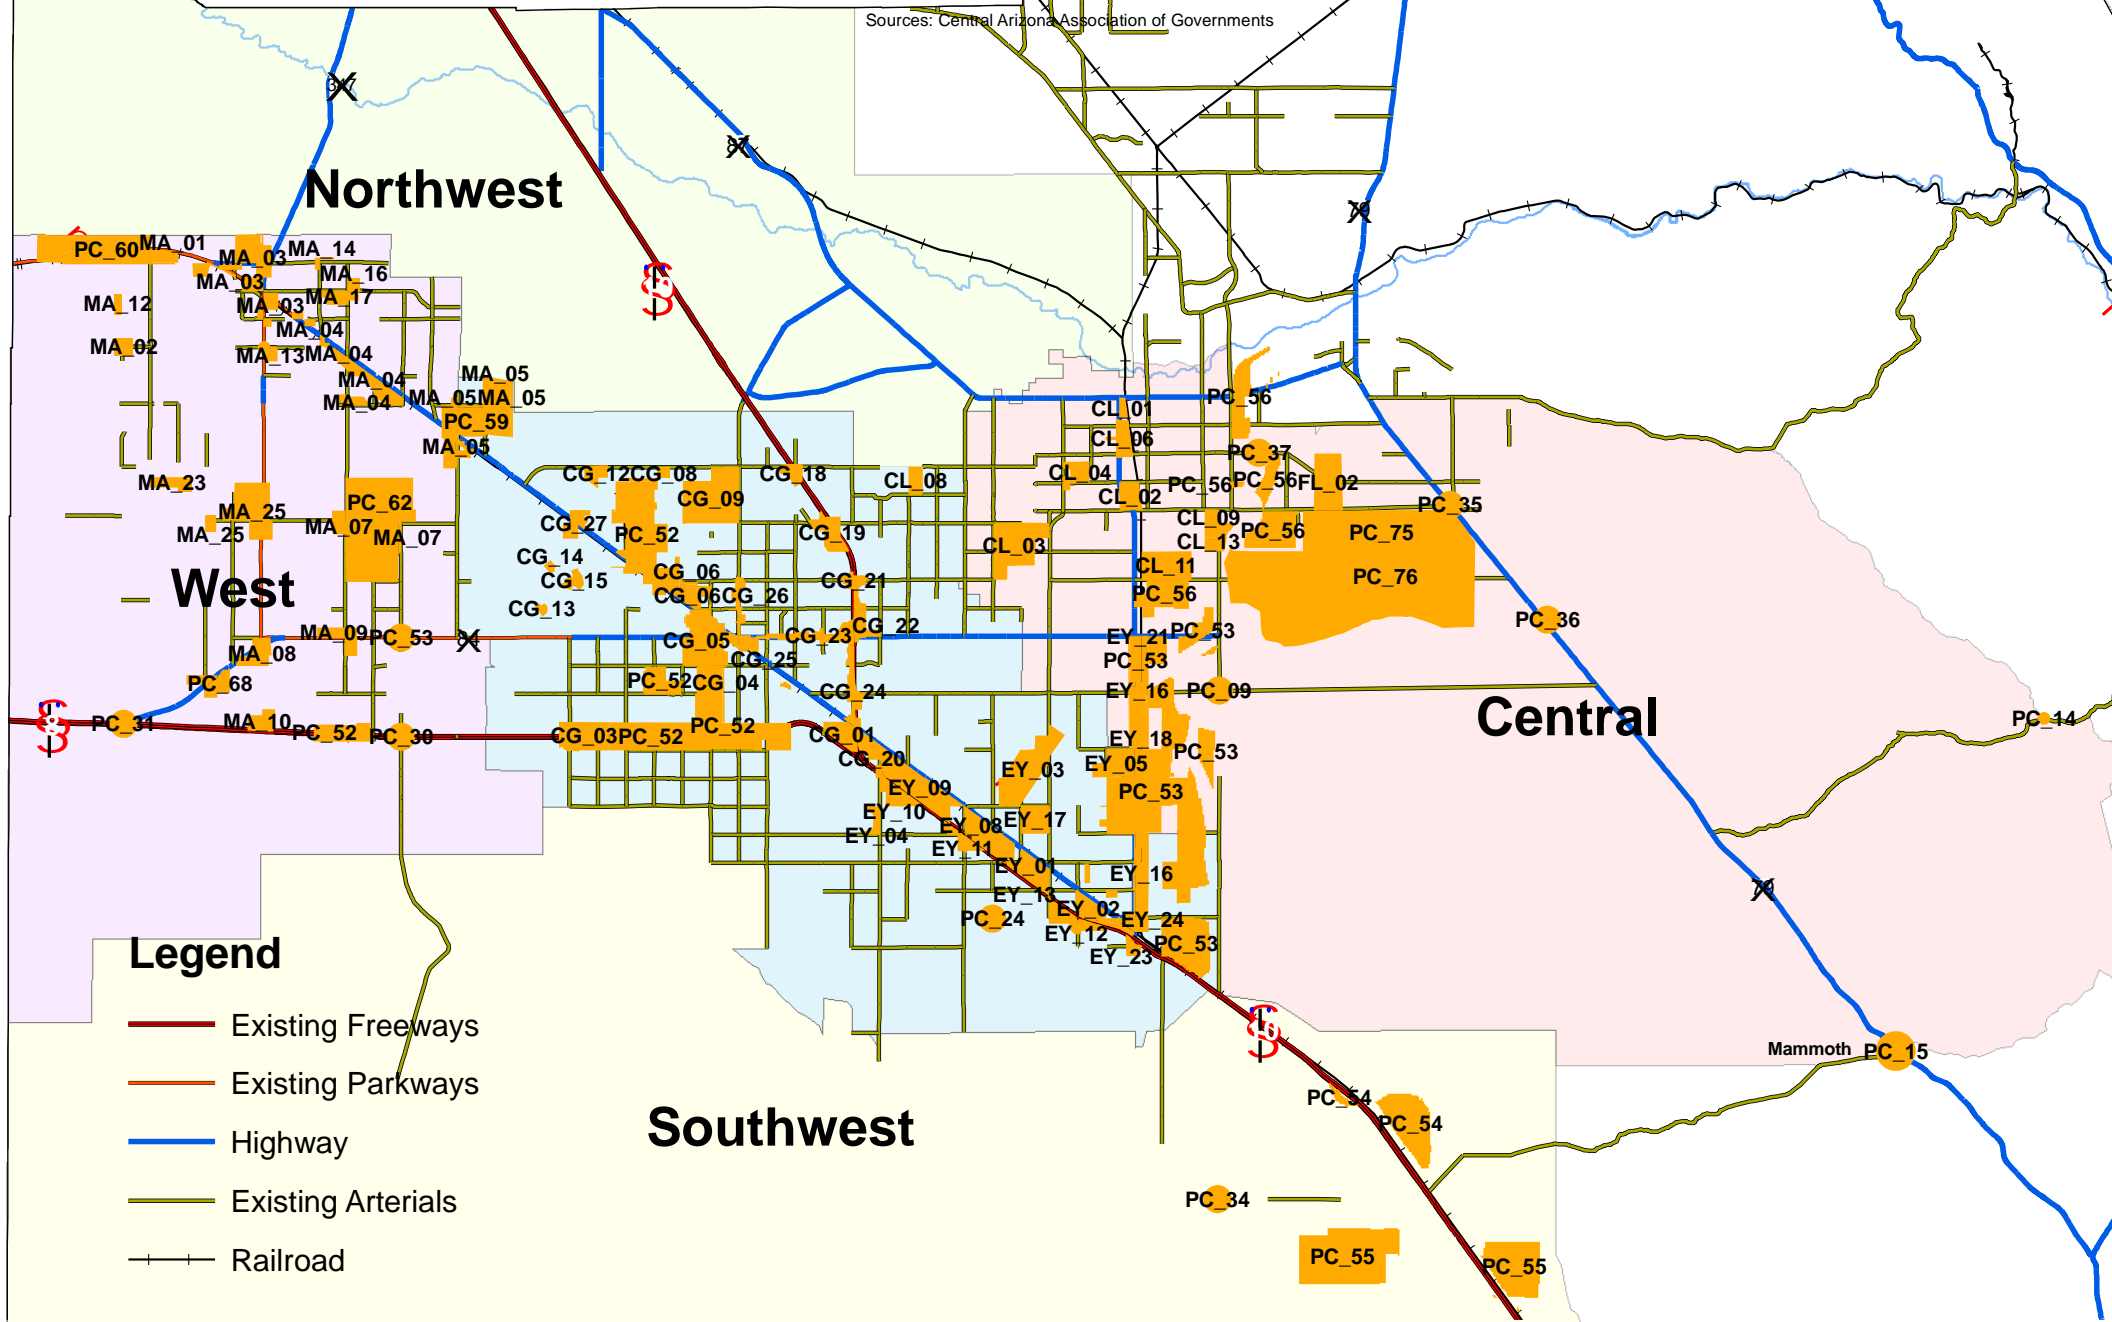 Sources: Central Arizona Association of Governments
Northwest
79
PC_60
MA_01
MA_03
MA_14
MA_03
MA_16
MA_12
MA_03
MA_17
MA_04
MA_02
MA_13
MA_04
MA_04
MA_05
MA_04
MA_05
MA_05
PC_59
MA_05
PC_56
CL_01
CL_06
PC_37
CG_12
CG_08
CG_18
CL_08
CL_04
PC_56
PC_56
FL_02
MA_23
CG_09
CL_02
PC_62
PC_35
MA_25
MA_07
CG_27
CL_09
MA_25
MA_07
PC_52
CG_19
CL_03
CL_13
PC_56
PC_75
CG_14
CG_06
CL_11
PC_76
CG_15
CG_21
West
CG_06
CG_26
PC_56
CG_13
PC_36
MA_09
PC_53
CG_05
CG_23
CG_22
EY_21
PC_53
84
MA_08
CG_25
PC_53
PC_68
PC_52
CG_04
CG_24
EY_16
PC_09
Central
PC_14
PC_31
MA_10
PC_52
PC_30
CG_03
PC_52
PC_52
CG_01
EY_18
PC_53
CG_20
EY_03
EY_05
EY_09
PC_53
EY_10
EY_08
EY_17
EY_04
EY_11
EY_01
EY_16
EY_13
79
PC_24
EY_02
EY_24
EY_12
PC_53
EY_23
Legend
Existing Freeways
Existing Parkways
Highway
Existing Arterials
Railroad
Mammoth
PC_15
Southwest
PC_54
PC_54
PC_34
PC_55
PC_55